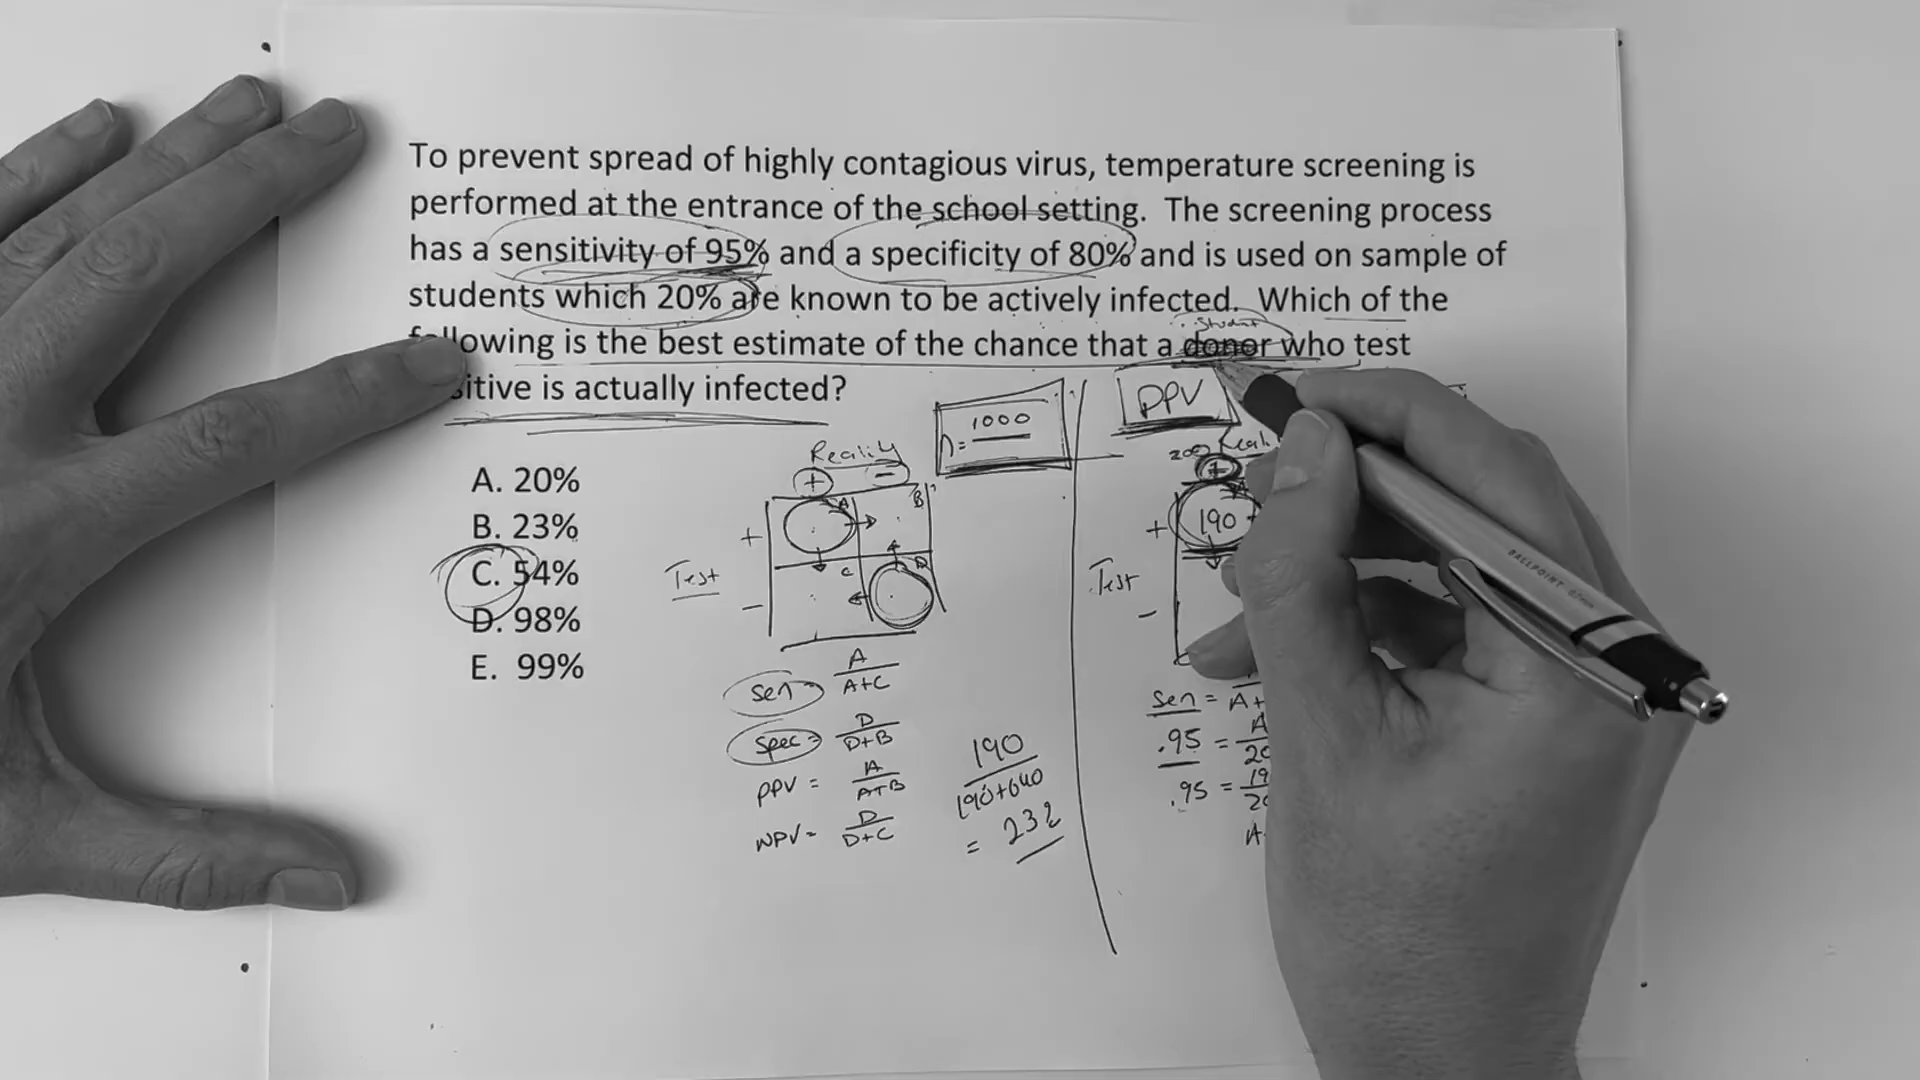 To prevent spread of highly contagious virus, temperature screening is
performed at the entrance of the school setting. The screening process
has a sensitivity of 95% and a specificity of 80% and is used on sample of
students which 20% are known to be actively infected. Which of the
student
following is the best estimate of the chance that a donor who test
sitive is actually infected?
A. 20%
B. 23%
C. 54%
D. 98%
E. 99%
n = 1000
Reality
+ −
A B
+
Test
C D
−
sen = A / A+C
spec = D / D+B
PPV = A / A+B
NPV = D / D+C
190 / 190+640
= 23%
PPV
200
+
+ 190
Test
−
sen =
.95 =
.95 =